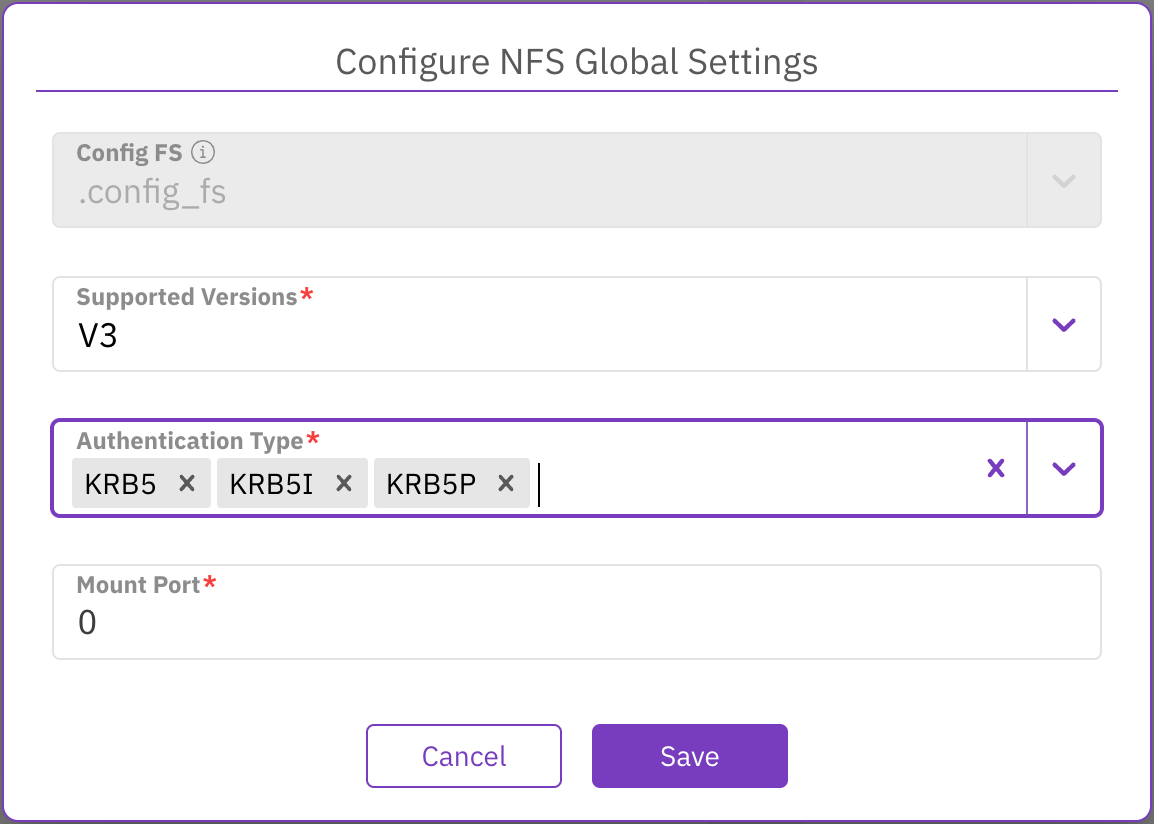 Configure NFS Global Settings
Config FS
.config_fs
Supported Versions*
V3
Authentication Type*
KRB5 × KRB5I × KRB5P ×
Mount Port*
0
Cancel Save